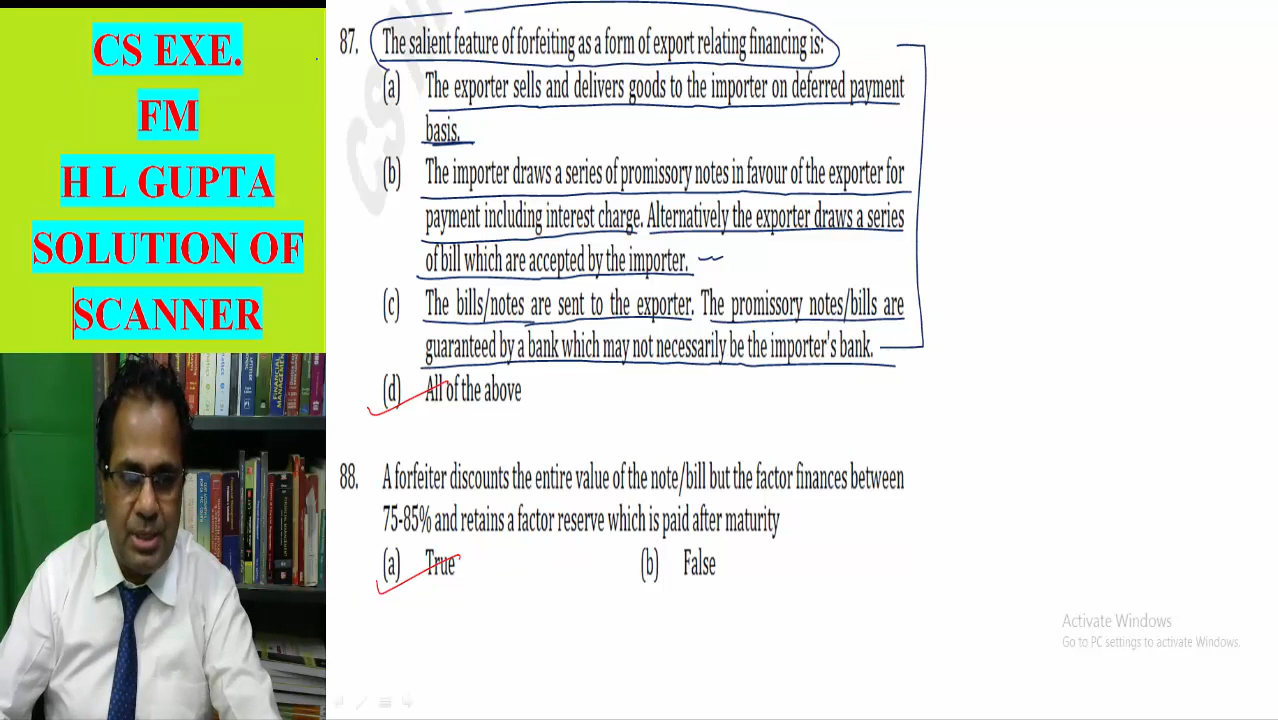 CS EXE.
FM
H L GUPTA
SOLUTION OF
SCANNER
87. The salient feature of forfeiting as a form of export relating financing is:
(a) The exporter sells and delivers goods to the importer on deferred payment
basis.
(b) The importer draws a series of promissory notes in favour of the exporter for
payment including interest charge. Alternatively the exporter draws a series
of bill which are accepted by the importer.
(c) The bills/notes are sent to the exporter. The promissory notes/bills are
guaranteed by a bank which may not necessarily be the importer's bank.
(d) All of the above
88. A forfeiter discounts the entire value of the note/bill but the factor finances between
75-85% and retains a factor reserve which is paid after maturity
(a) True (b) False
Activate Windows
Go to PC settings to activate Windows.